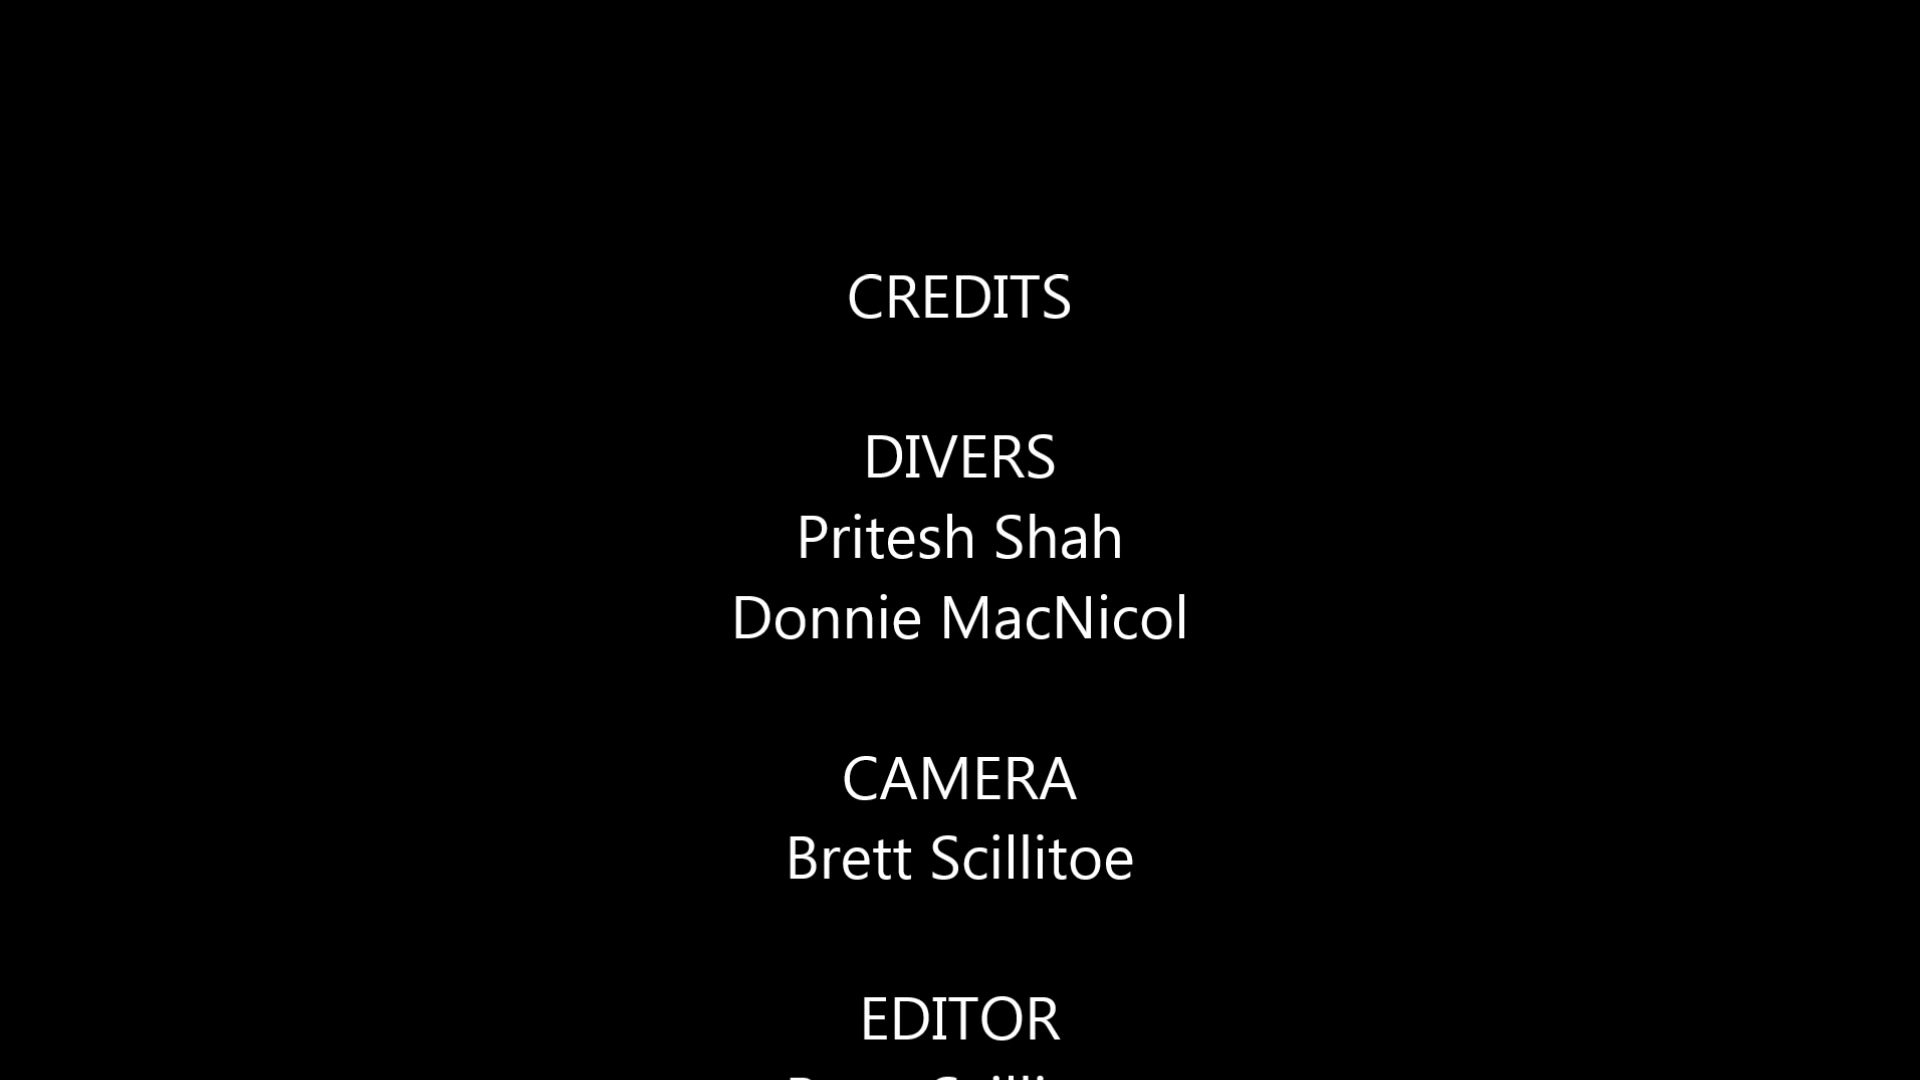 CREDITS
DIVERS
Pritesh Shah
Donnie MacNicol
CAMERA
Brett Scillitoe
EDITOR